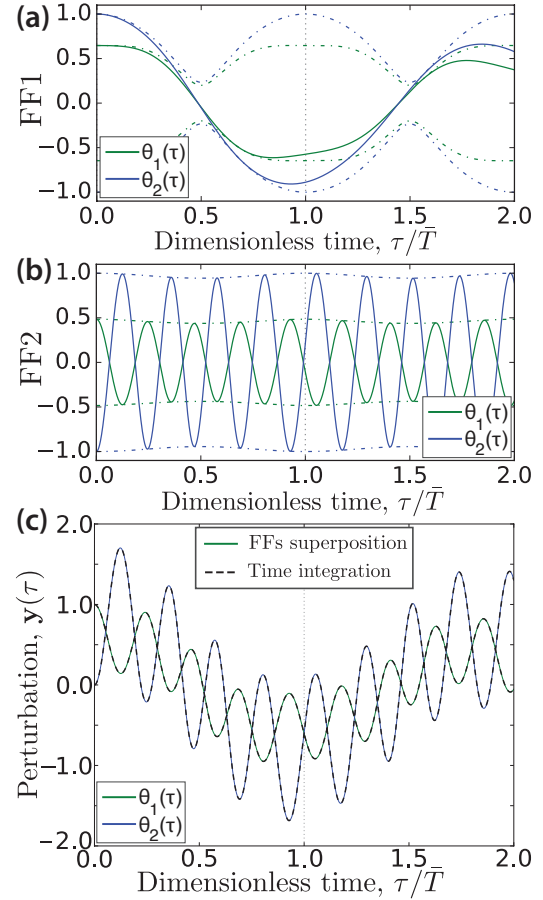 (a)
1.0
0.5
0.0
−0.5
−1.0
FF1
θ1(τ)
θ2(τ)
0.0 0.5 1.0 1.5 2.0
Dimensionless time, τ/T̄
(b)
1.0
0.5
0.0
−0.5
−1.0
FF2
θ1(τ)
θ2(τ)
0.0 0.5 1.0 1.5 2.0
Dimensionless time, τ/T̄
(c)
2.0
1.0
0.0
−1.0
−2.0
Perturbation, y(τ)
FFs superposition
Time integration
θ1(τ)
θ2(τ)
0.0 0.5 1.0 1.5 2.0
Dimensionless time, τ/T̄